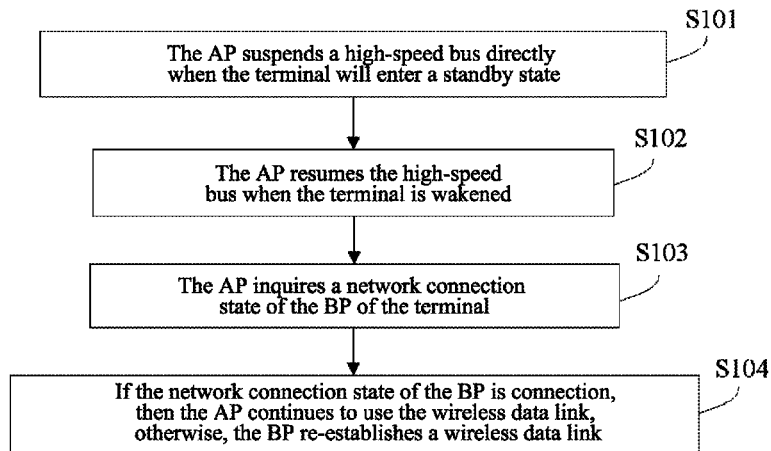 S101
The AP suspends a high-speed bus directly
when the terminal will enter a standby state
S102
The AP resumes the high-speed
bus when the terminal is wakened
S103
The AP inquires a network connection
state of the BP of the terminal
S104
If the network connection state of the BP is connection,
then the AP continues to use the wireless data link,
otherwise, the BP re-establishes a wireless data link